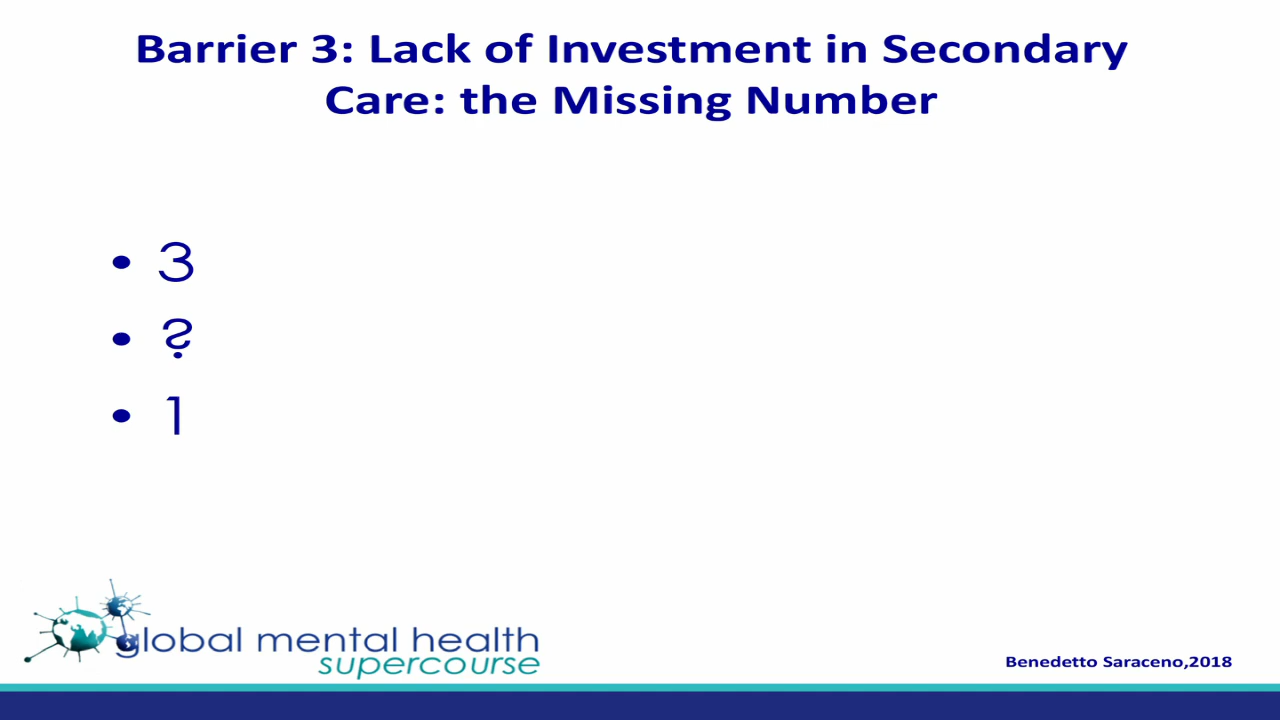 Barrier 3: Lack of Investment in Secondary
Care: the Missing Number
• 3
• ?
• 1
global mental health
supercourse
Benedetto Saraceno,2018